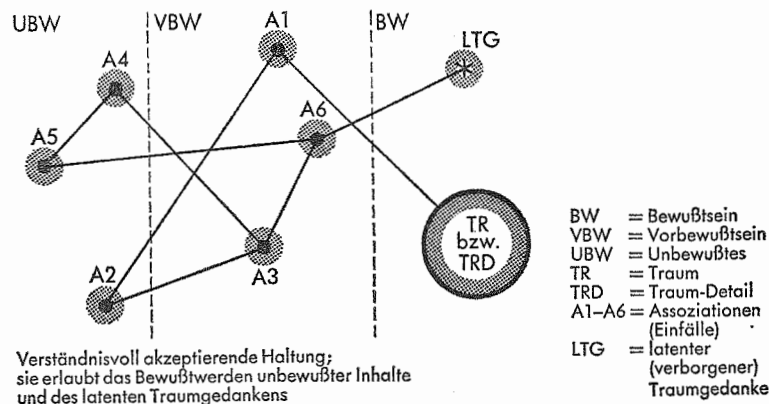 UBW
VBW
BW
A1
LTG
A4
A6
A5
TR
bzw.
TRD
A3
A2
BW = Bewußtsein
VBW = Vorbewußtsein
UBW = Unbewußtes
TR = Traum
TRD = Traum-Detail
A1–A6 = Assoziationen
(Einfälle)
LTG = latenter
(verborgener)
Traumgedanke
Verständnisvoll akzeptierende Haltung;
sie erlaubt das Bewußtwerden unbewußter Inhalte
und des latenten Traumgedankens